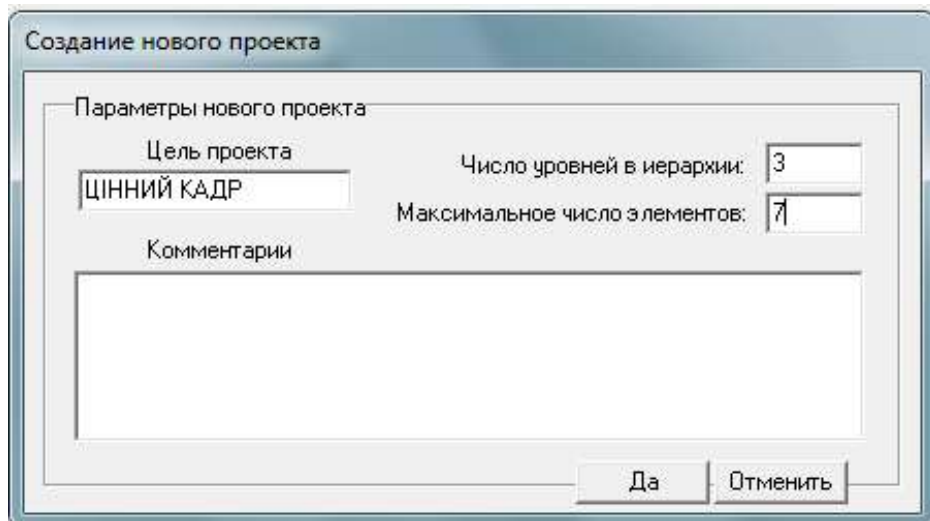 Создание нового проекта
Параметры нового проекта
Цель проекта
ЦІННИЙ КАДР
Число уровней в иерархии: 3
Максимальное число элементов: 7
Комментарии
Да
Отменить